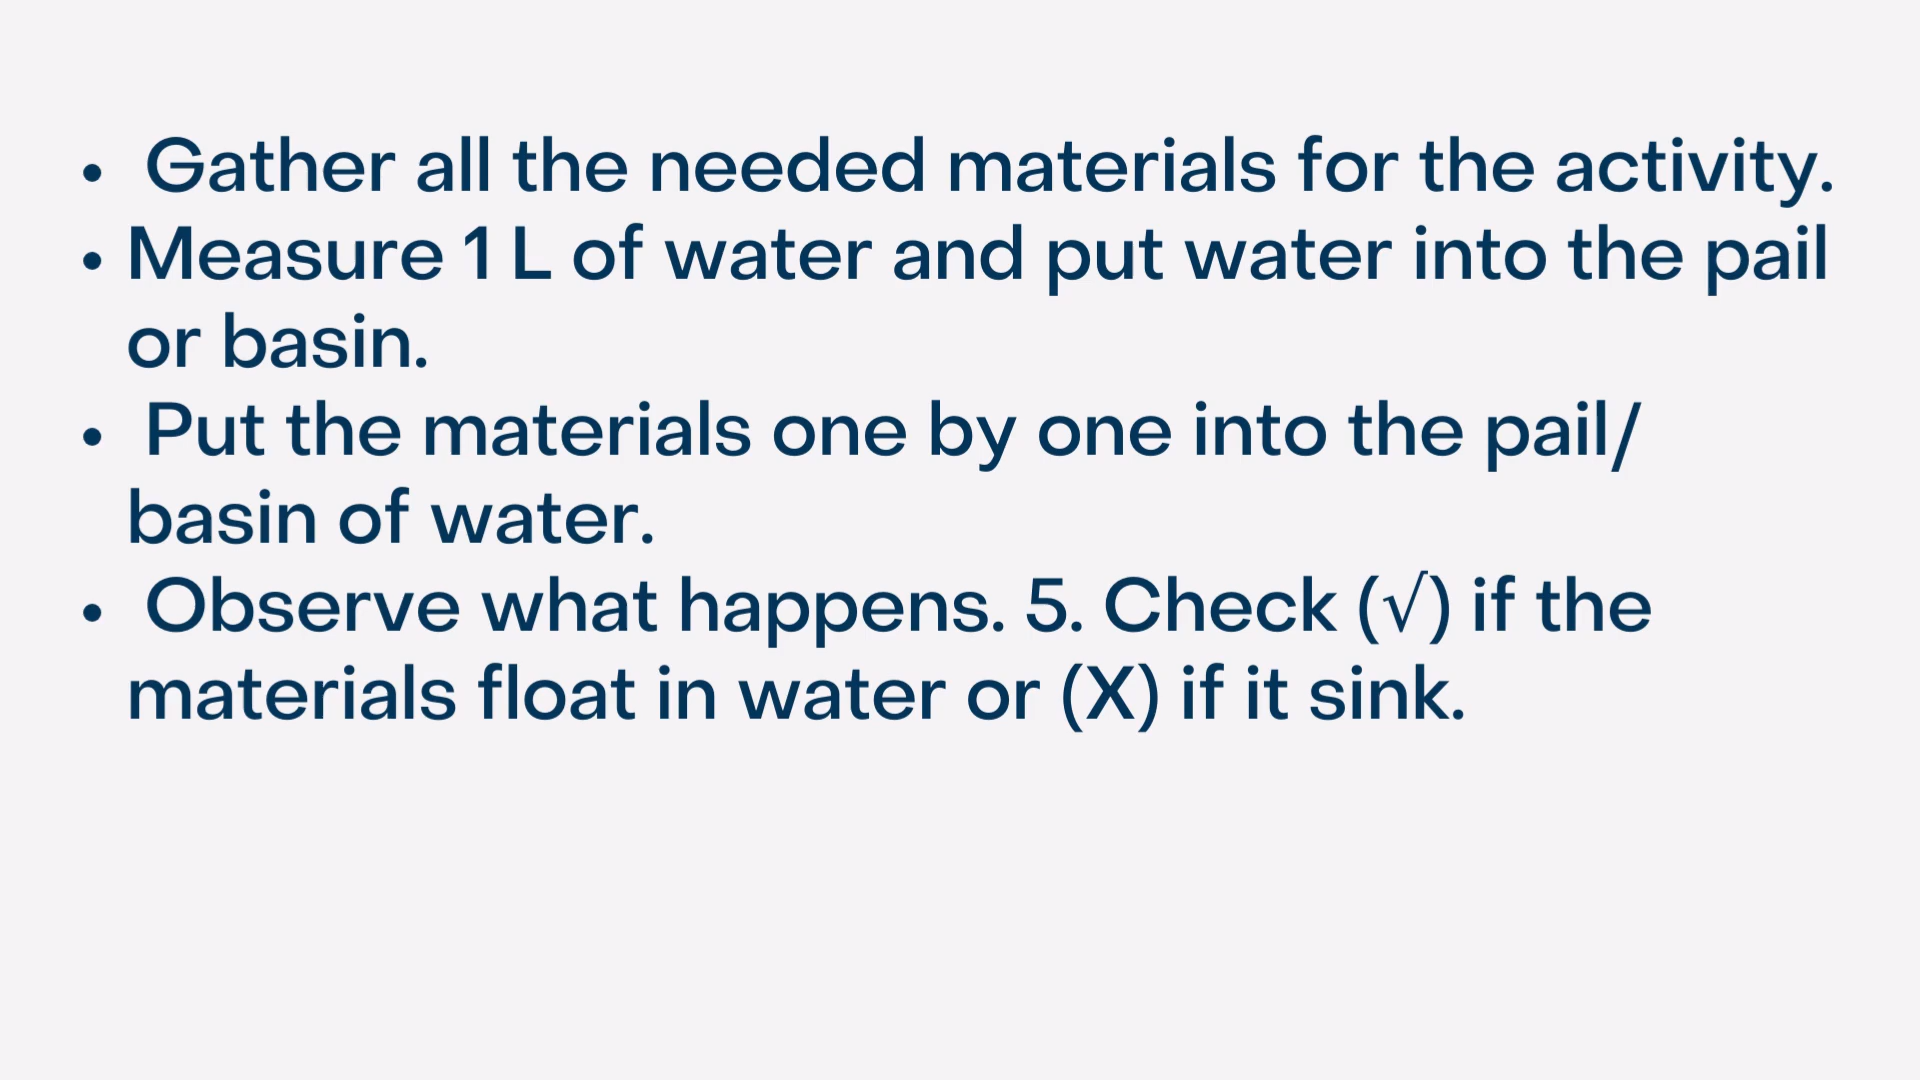 • Gather all the needed materials for the activity.
• Measure 1 L of water and put water into the pail
or basin.
• Put the materials one by one into the pail/
basin of water.
• Observe what happens. 5. Check (√) if the
materials float in water or (X) if it sink.